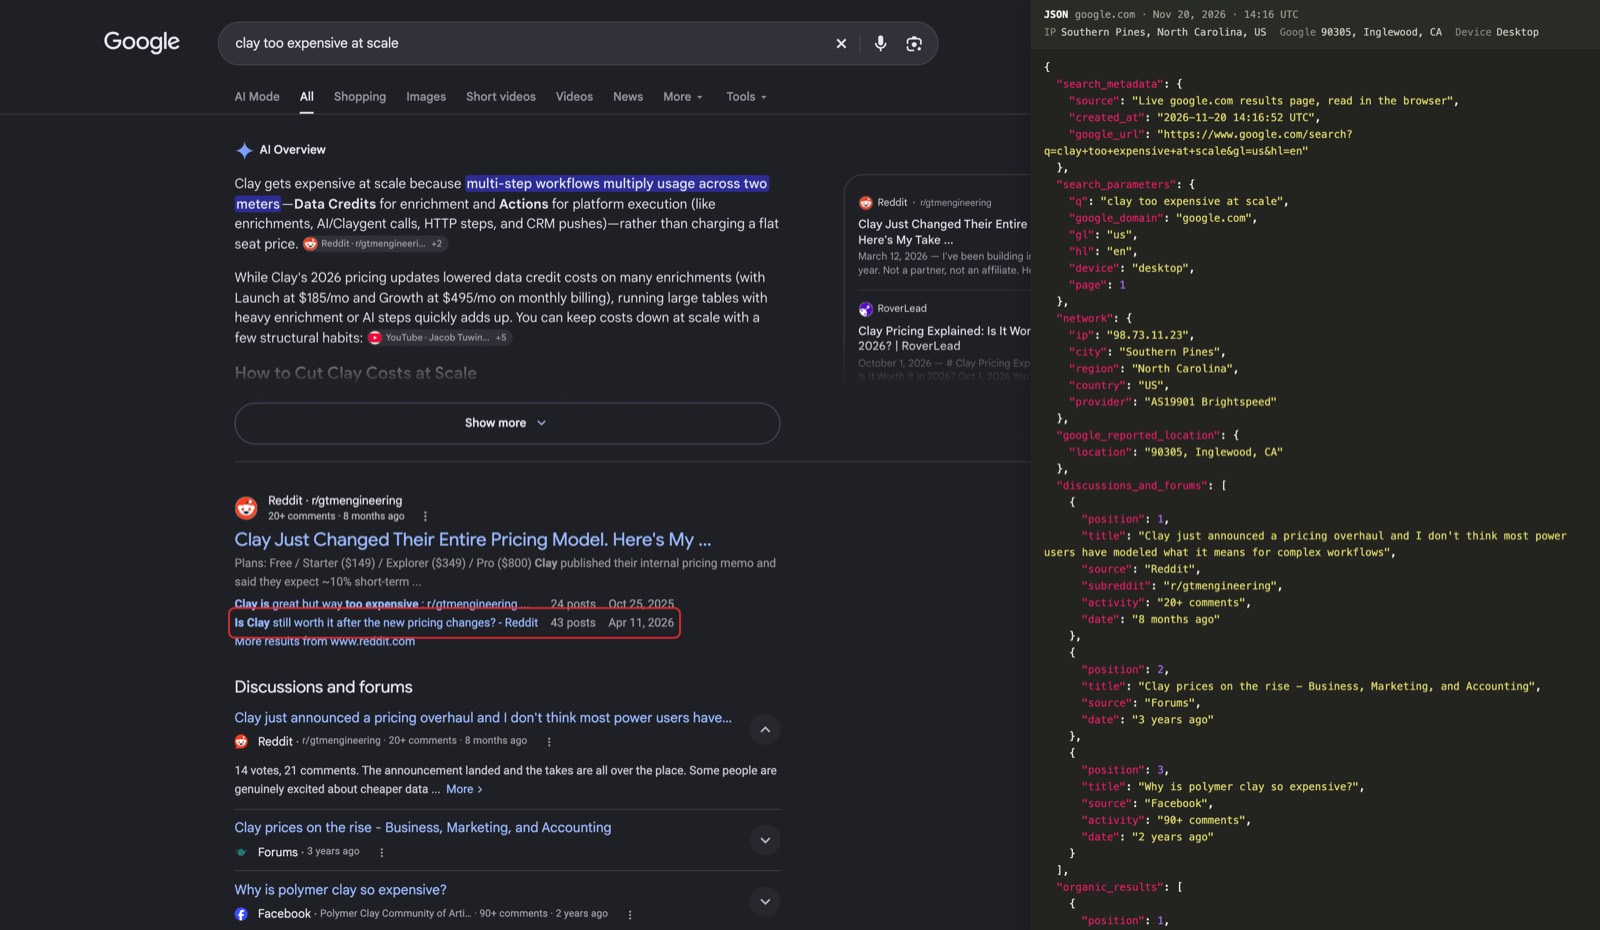 Google
clay too expensive at scale
AI Mode
All
Shopping
Images
Short videos
Videos
News
More
Tools
AI Overview
Clay gets expensive at scale because multi-step workflows multiply usage across two
meters—Data Credits for enrichment and Actions for platform execution (like
enrichments, AI/Claygent calls, HTTP steps, and CRM pushes)—rather than charging a flat
seat price. Reddit · r/gtmengineeri... +2
While Clay's 2026 pricing updates lowered data credit costs on many enrichments (with
Launch at $185/mo and Growth at $495/mo on monthly billing), running large tables with
heavy enrichment or AI steps quickly adds up. You can keep costs down at scale with a
few structural habits: YouTube · Jacob Tuwin... +5
How to Cut Clay Costs at Scale
Show more
Reddit · r/gtmengineering
Clay Just Changed Their Entire
Here's My Take ...
March 12, 2026 — I've been building i
year. Not a partner, not an affiliate. He
RoverLead
Clay Pricing Explained: Is It Wor
2026? | RoverLead
October 1, 2026 — # Clay Pricing Exp
Is It Worth It in 2026? Oct 1, 2026 You'l
Reddit · r/gtmengineering
20+ comments · 8 months ago
Clay Just Changed Their Entire Pricing Model. Here's My ...
Plans: Free / Starter ($149) / Explorer ($349) / Pro ($800) Clay published their internal pricing memo and
said they expect ~10% short-term ...
Clay is great but way too expensive : r/gtmengineering ... 24 posts Oct 25, 2025
Is Clay still worth it after the new pricing changes? - Reddit 43 posts Apr 11, 2026
More results from www.reddit.com
Discussions and forums
Clay just announced a pricing overhaul and I don't think most power users have...
Reddit · r/gtmengineering · 20+ comments · 8 months ago
14 votes, 21 comments. The announcement landed and the takes are all over the place. Some people are
genuinely excited about cheaper data ... More >
Clay prices on the rise - Business, Marketing, and Accounting
Forums · 3 years ago
Why is polymer clay so expensive?
Facebook · Polymer Clay Community of Arti... · 90+ comments · 2 years ago
JSON google.com · Nov 20, 2026 · 14:16 UTC
IP Southern Pines, North Carolina, US Google 90305, Inglewood, CA Device Desktop
{
"search_metadata": {
"source": "Live google.com results page, read in the browser",
"created_at": "2026-11-20 14:16:52 UTC",
"google_url": "https://www.google.com/search?
q=clay+too+expensive+at+scale&gl=us&hl=en"
},
"search_parameters": {
"q": "clay too expensive at scale",
"google_domain": "google.com",
"gl": "us",
"hl": "en",
"device": "desktop",
"page": 1
},
"network": {
"ip": "98.73.11.23",
"city": "Southern Pines",
"region": "North Carolina",
"country": "US",
"provider": "AS19901 Brightspeed"
},
"google_reported_location": {
"location": "90305, Inglewood, CA"
},
"discussions_and_forums": [
{
"position": 1,
"title": "Clay just announced a pricing overhaul and I don't think most power
users have modeled what it means for complex workflows",
"source": "Reddit",
"subreddit": "r/gtmengineering",
"activity": "20+ comments",
"date": "8 months ago"
},
{
"position": 2,
"title": "Clay prices on the rise – Business, Marketing, and Accounting",
"source": "Forums",
"date": "3 years ago"
},
{
"position": 3,
"title": "Why is polymer clay so expensive?",
"source": "Facebook",
"activity": "90+ comments",
"date": "2 years ago"
}
],
"organic_results": [
{
"position": 1,